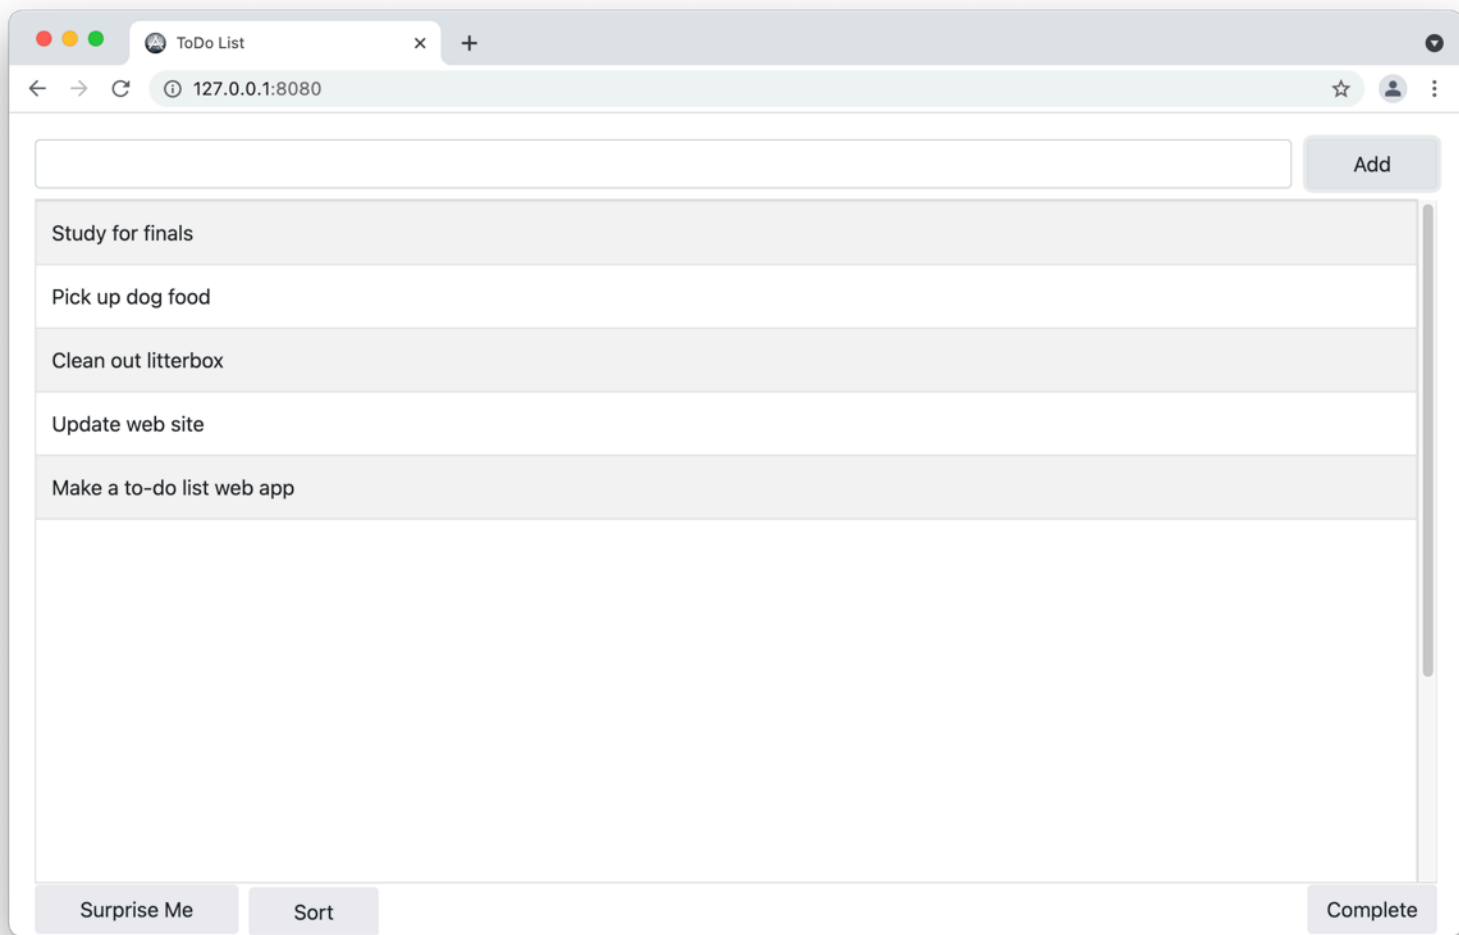 ToDo List
127.0.0.1:8080
Add
Study for finals
Pick up dog food
Clean out litterbox
Update web site
Make a to-do list web app
Surprise Me
Sort
Complete